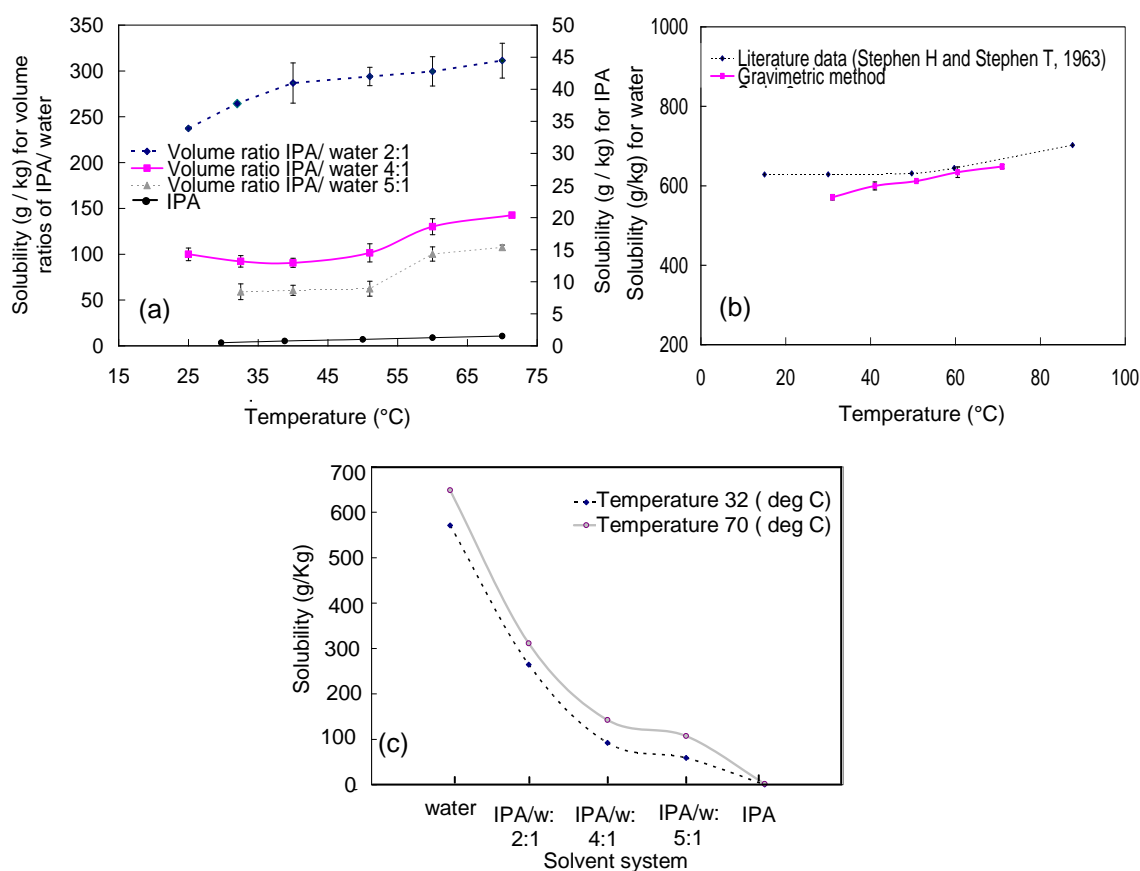 Solubility (g / kg) for volume
ratios of IPA/ water
350
300
250
200
150
100
50
0
Volume ratio IPA/ water 2:1
Volume ratio IPA/ water 4:1
Volume ratio IPA/ water 5:1
IPA
(a)
15
25
35
45
55
65
75
Temperature (°C)
50
45
40
35
30
25
20
15
10
5
0
Solubility (g / kg) for IPA
Solubility (g/kg) for water
1000
800
600
400
200
Literature data (Stephen H and Stephen T, 1963)
Gravimetric method
(b)
0
20
40
60
80
100
Temperature (°C)
Solubility (g/Kg)
700
600
500
400
300
200
100
0
Temperature 32 ( deg C)
Temperature 70 ( deg C)
(c)
water
IPA/w:
2:1
IPA/w:
4:1
IPA/w:
5:1
IPA
Solvent system